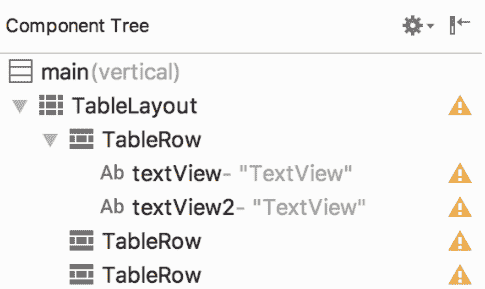 Component Tree
main (vertical)
TableLayout
TableRow
Ab textView- "TextView"
Ab textView2- "TextView"
TableRow
TableRow